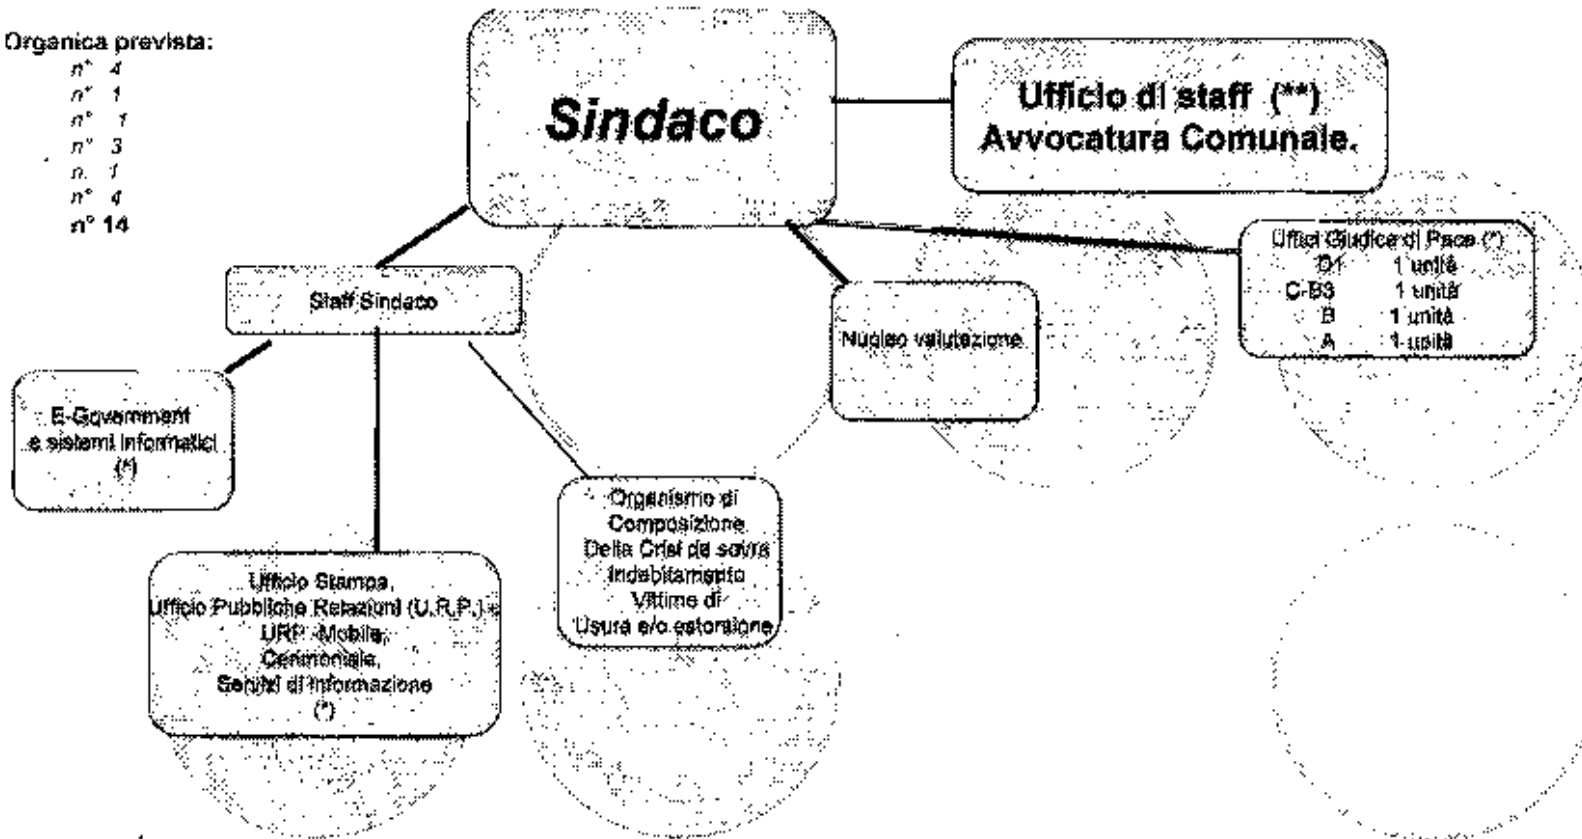 Organica prevista:
n° 4
n° 1
n° 1
n° 3
n. 1
n° 4
n° 14
Sindaco
Ufficio di staff (**)
Avvocatura Comunale.
Staff Sindaco
Nucleo valutazione
Uffici Giudice di Pace (*)
D1 1 unità
C-B3 1 unità
B 1 unità
A 1 unità
E-Government
e sistemi informatici
(*)
Ufficio Stampa,
Ufficio Pubbliche Relazioni (U.R.P.) e
URP -Mobile,
Cerimoniale,
Servizi di Informazione
(*)
Organismo di
Composizione
Della Crisi da sovra
Indebitamento
Vittime di
Usura e/o estorsione